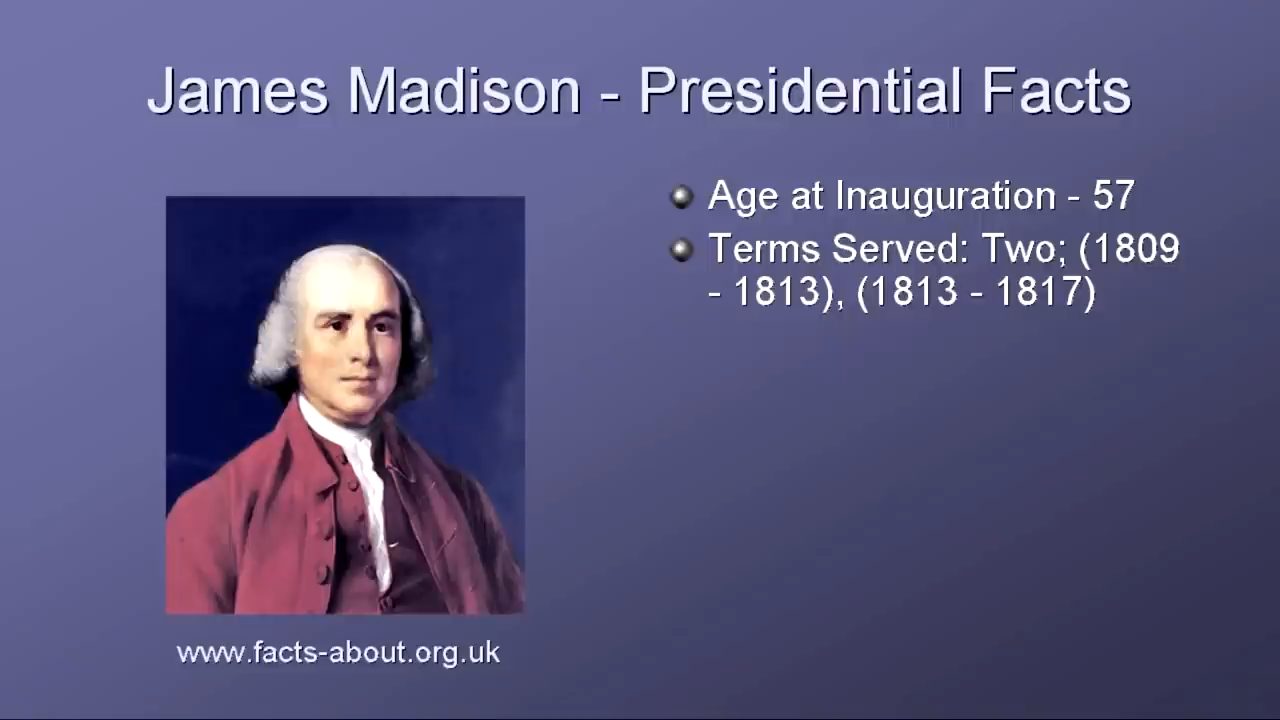 James Madison - Presidential Facts
Age at Inauguration - 57
Terms Served: Two; (1809
- 1813), (1813 - 1817)
www.facts-about.org.uk